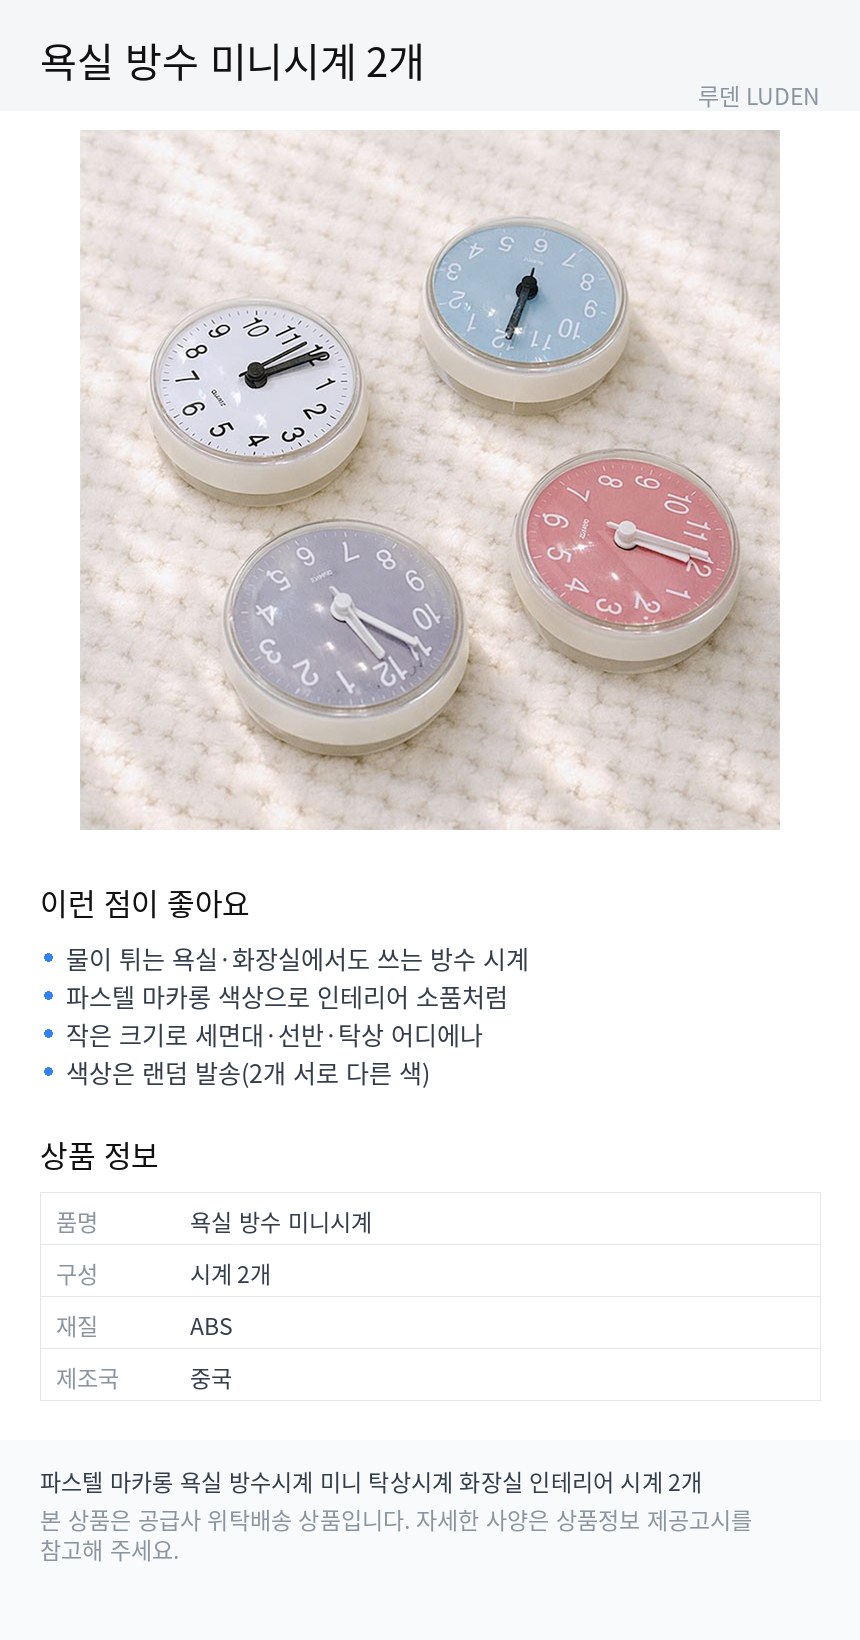 욕실 방수 미니시계 2개
루덴 LUDEN
이런 점이 좋아요
물이 튀는 욕실·화장실에서도 쓰는 방수 시계
파스텔 마카롱 색상으로 인테리어 소품처럼
작은 크기로 세면대·선반·탁상 어디에나
색상은 랜덤 발송(2개 서로 다른 색)
상품 정보
품명 욕실 방수 미니시계
구성 시계 2개
재질 ABS
제조국 중국
파스텔 마카롱 욕실 방수시계 미니 탁상시계 화장실 인테리어 시계 2개
본 상품은 공급사 위탁배송 상품입니다. 자세한 사양은 상품정보 제공고시를
참고해 주세요.